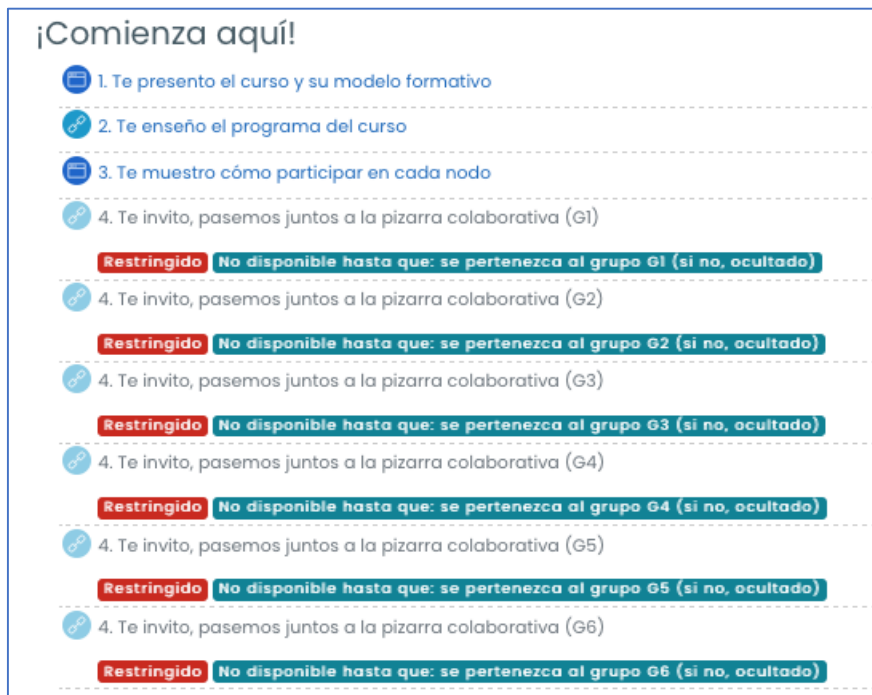 ¡Comienza aquí!
1. Te presento el curso y su modelo formativo
2. Te enseño el programa del curso
3. Te muestro cómo participar en cada nodo
4. Te invito, pasemos juntos a la pizarra colaborativa (G1)
Restringido No disponible hasta que: se pertenezca al grupo G1 (si no, ocultado)
4. Te invito, pasemos juntos a la pizarra colaborativa (G2)
Restringido No disponible hasta que: se pertenezca al grupo G2 (si no, ocultado)
4. Te invito, pasemos juntos a la pizarra colaborativa (G3)
Restringido No disponible hasta que: se pertenezca al grupo G3 (si no, ocultado)
4. Te invito, pasemos juntos a la pizarra colaborativa (G4)
Restringido No disponible hasta que: se pertenezca al grupo G4 (si no, ocultado)
4. Te invito, pasemos juntos a la pizarra colaborativa (G5)
Restringido No disponible hasta que: se pertenezca al grupo G5 (si no, ocultado)
4. Te invito, pasemos juntos a la pizarra colaborativa (G6)
Restringido No disponible hasta que: se pertenezca al grupo G6 (si no, ocultado)